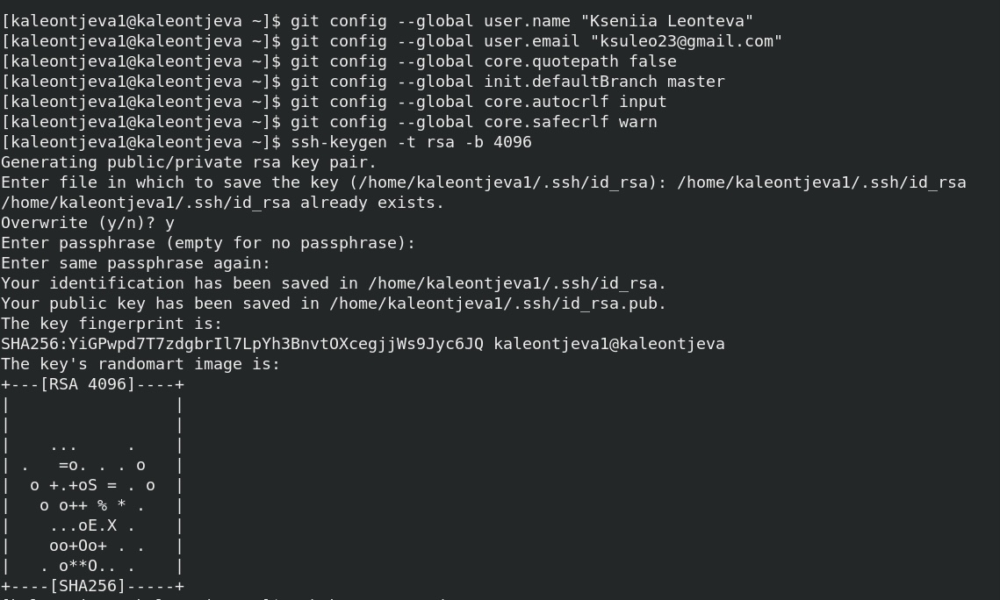 [kaleontjeva1@kaleontjeva ~]$ git config --global user.name "Kseniia Leonteva"
[kaleontjeva1@kaleontjeva ~]$ git config --global user.email "ksuleo23@gmail.com"
[kaleontjeva1@kaleontjeva ~]$ git config --global core.quotepath false
[kaleontjeva1@kaleontjeva ~]$ git config --global init.defaultBranch master
[kaleontjeva1@kaleontjeva ~]$ git config --global core.autocrlf input
[kaleontjeva1@kaleontjeva ~]$ git config --global core.safecrlf warn
[kaleontjeva1@kaleontjeva ~]$ ssh-keygen -t rsa -b 4096
Generating public/private rsa key pair.
Enter file in which to save the key (/home/kaleontjeva1/.ssh/id_rsa): /home/kaleontjeva1/.ssh/id_rsa
/home/kaleontjeva1/.ssh/id_rsa already exists.
Overwrite (y/n)? y
Enter passphrase (empty for no passphrase):
Enter same passphrase again:
Your identification has been saved in /home/kaleontjeva1/.ssh/id_rsa.
Your public key has been saved in /home/kaleontjeva1/.ssh/id_rsa.pub.
The key fingerprint is:
SHA256:YiGPwpd7T7zdgbrIl7LpYh3BnvtOXcegjjWs9Jyc6JQ kaleontjeva1@kaleontjeva
The key's randomart image is:
+---[RSA 4096]----+
|                 |
|                 |
|    ...     .    |
| .   =o. . . o   |
|  o +.+oS = . o  |
|   o o++ % * .   |
|    ...oE.X .    |
|    oo+Oo+ . .   |
|   . o**O.. .    |
+----[SHA256]-----+